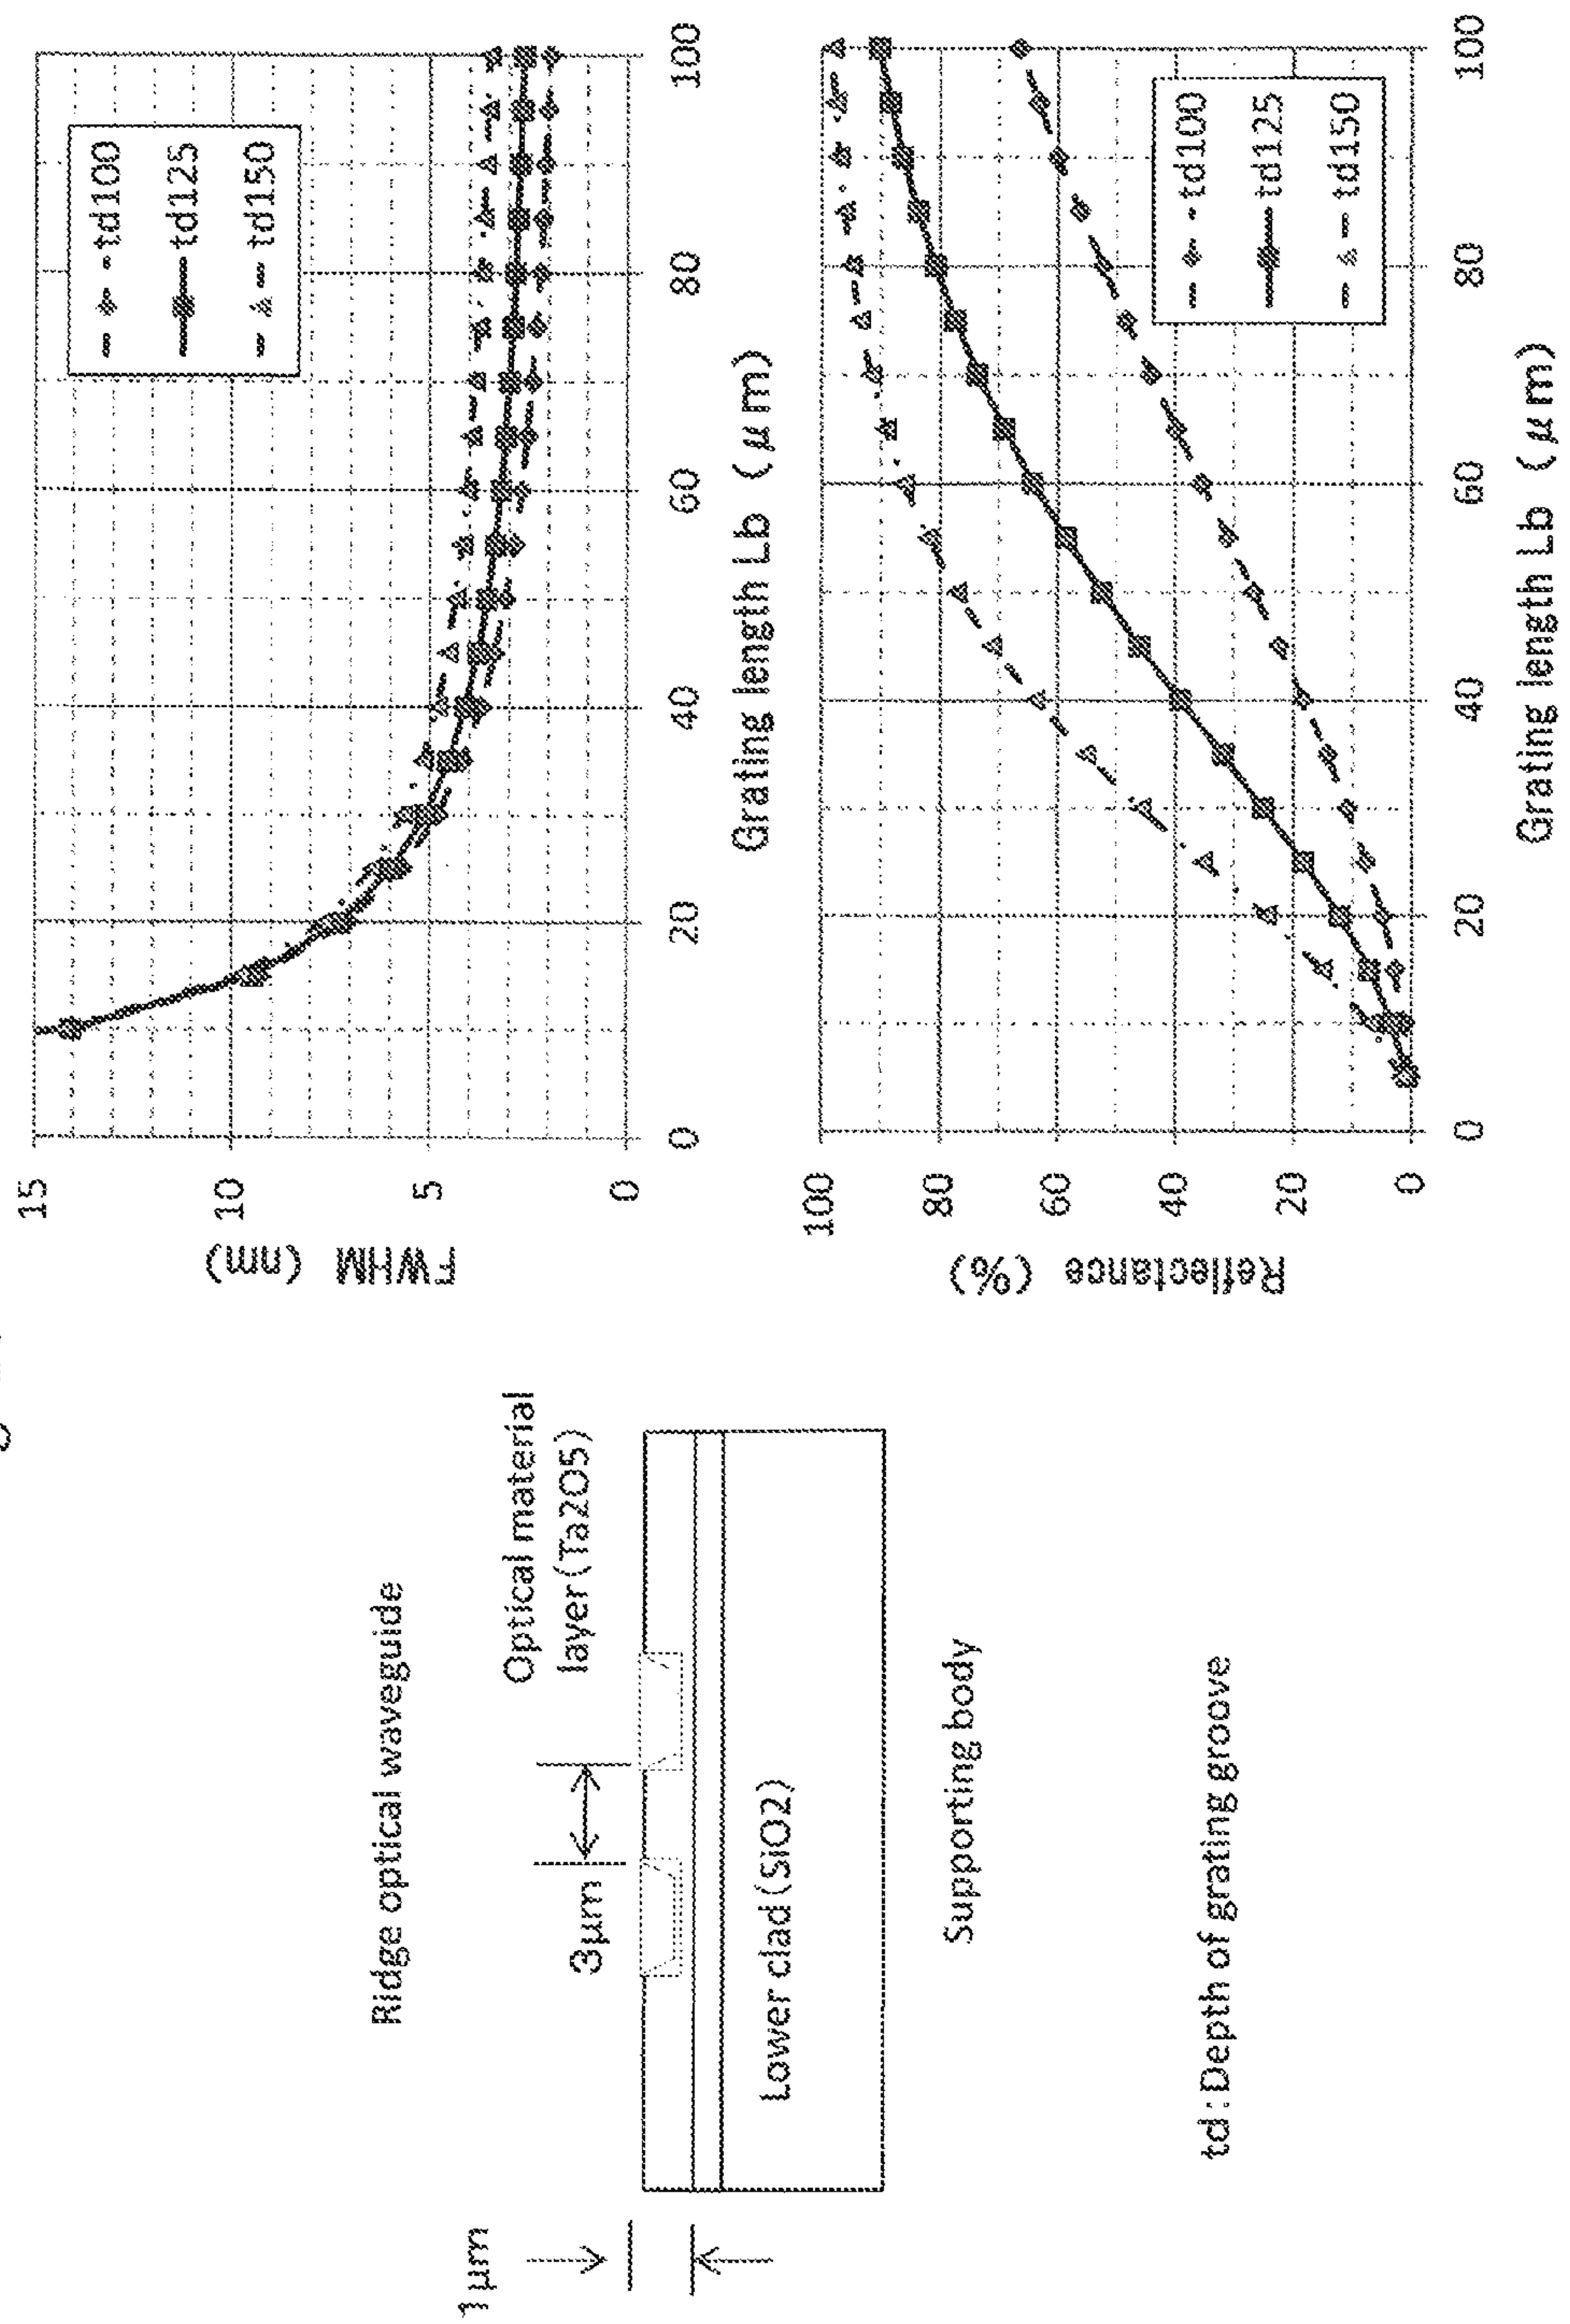 Ridge optical waveguide
Optical material
layer(Ta2O5)
3μm
1μm
Lower clad(SiO2)
Supporting body
td:Depth of grating groove
FWHM (nm)
15
10
5
0
0 20 40 60 80 100
Grating length Lb (μm)
td100
td125
td150
Reflectance (%)
100
80
60
40
20
0
0 20 40 60 80 100
Grating length Lb (μm)
td100
td125
td150